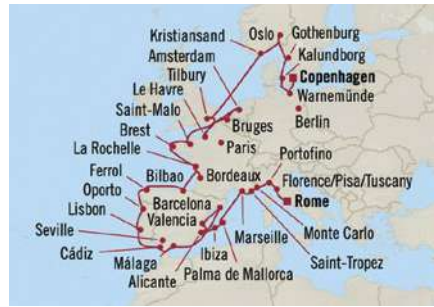 Oslo
Gothenburg
Kristiansand
Kalundborg
Amsterdam
Copenhagen
Tilbury
Le Havre
Warnemünde
Saint-Malo
Bruges
Berlin
Brest
Paris
La Rochelle
Portofino
Ferrol
Bilbao
Bordeaux
Florence/Pisa/Tuscany
Oporto
Barcelona
Rome
Lisbon
Valencia
Seville
Ibiza
Marseille
Monte Carlo
Cádiz
Málaga
Saint-Tropez
Alicante
Palma de Mallorca